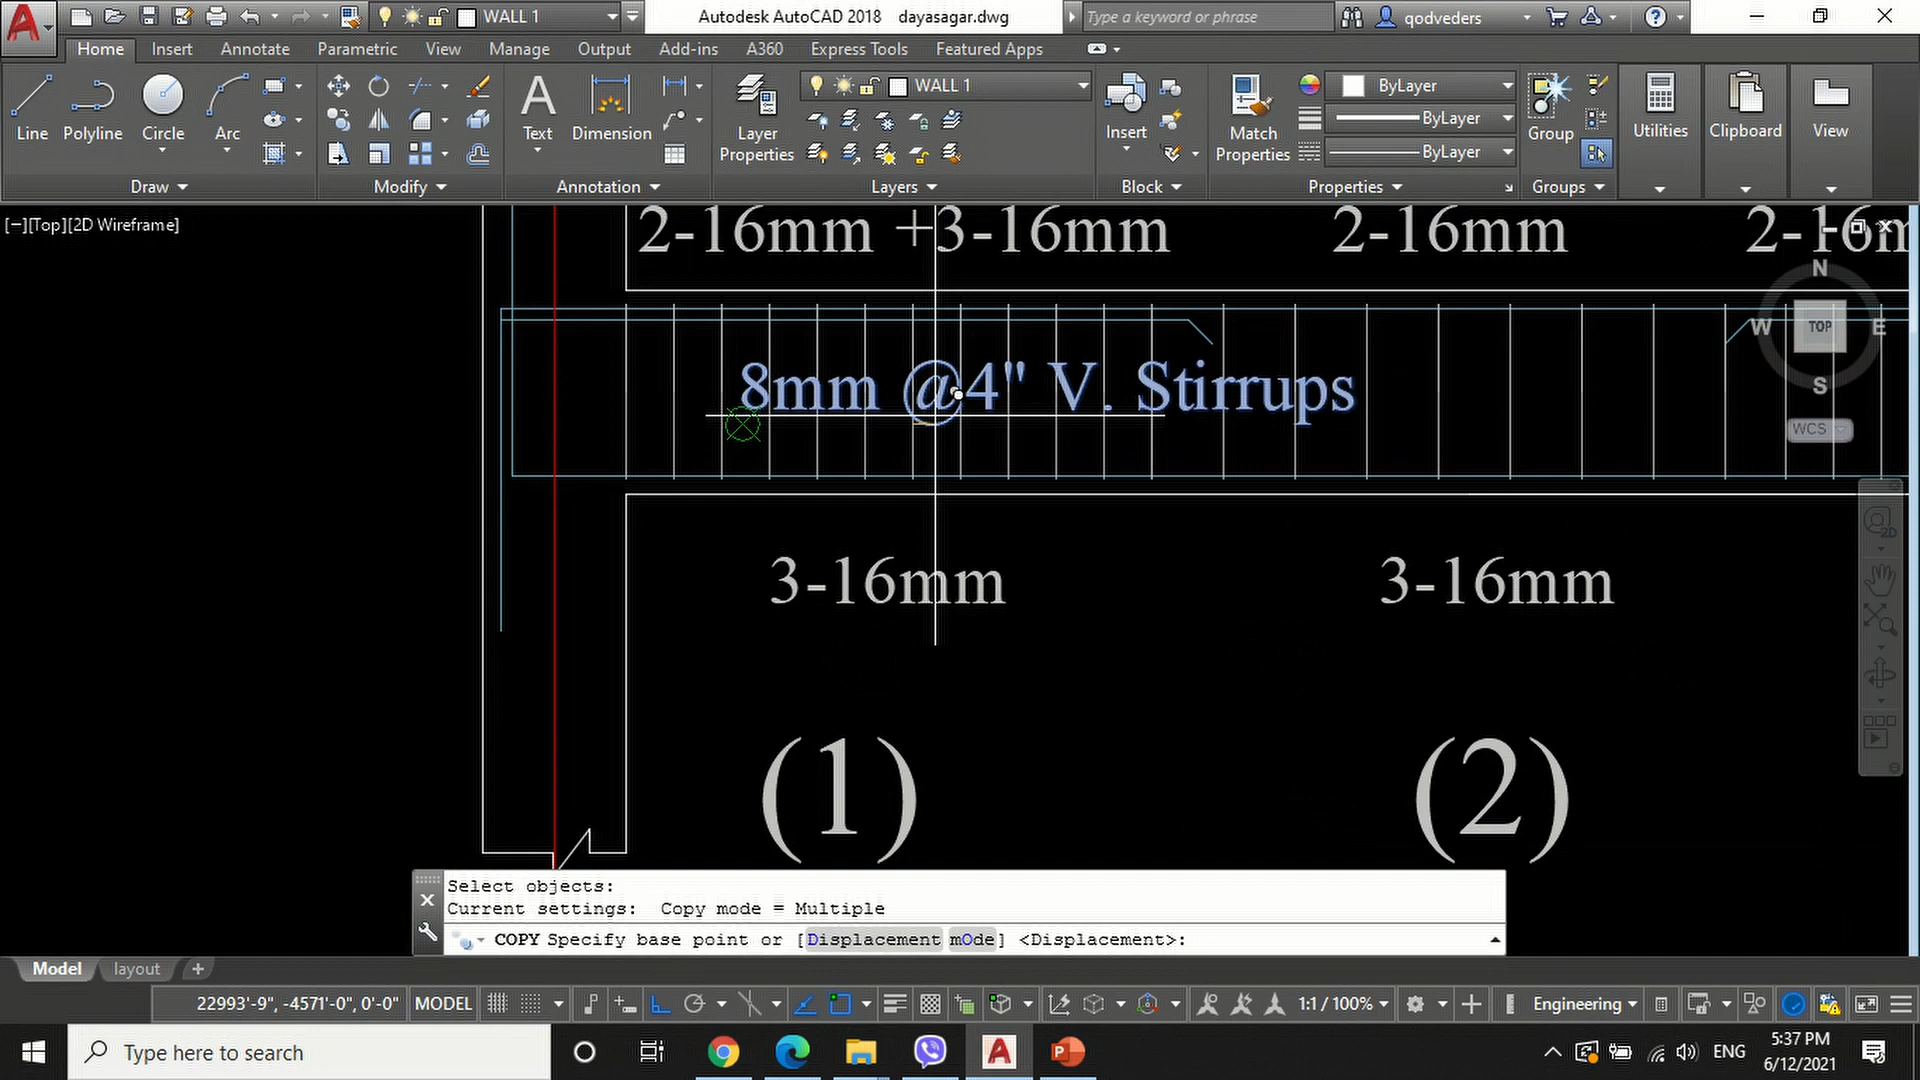 WALL 1
Autodesk AutoCAD 2018 dayasagar.dwg
Type a keyword or phrase
qodveders
Home Insert Annotate Parametric View Manage Output Add-ins A360 Express Tools Featured Apps
Line Polyline Circle Arc
Text Dimension
Layer Properties
WALL 1
Insert
Match Properties
ByLayer
ByLayer
ByLayer
Group
Utilities
Clipboard
View
Draw Modify Annotation Layers Block Properties Groups
[−][Top][2D Wireframe]
2-16mm +3-16mm 2-16mm 2-16m
N
W TOP E
S
WCS
8mm @4" V. Stirrups
3-16mm 3-16mm
(1) (2)
2D
Select objects:
Current settings: Copy mode = Multiple
COPY Specify base point or [Displacement mOde] <Displacement>:
Model layout +
22993'-9", -4571'-0", 0'-0" MODEL 1:1 / 100% Engineering
Type here to search
ENG
5:37 PM
6/12/2021